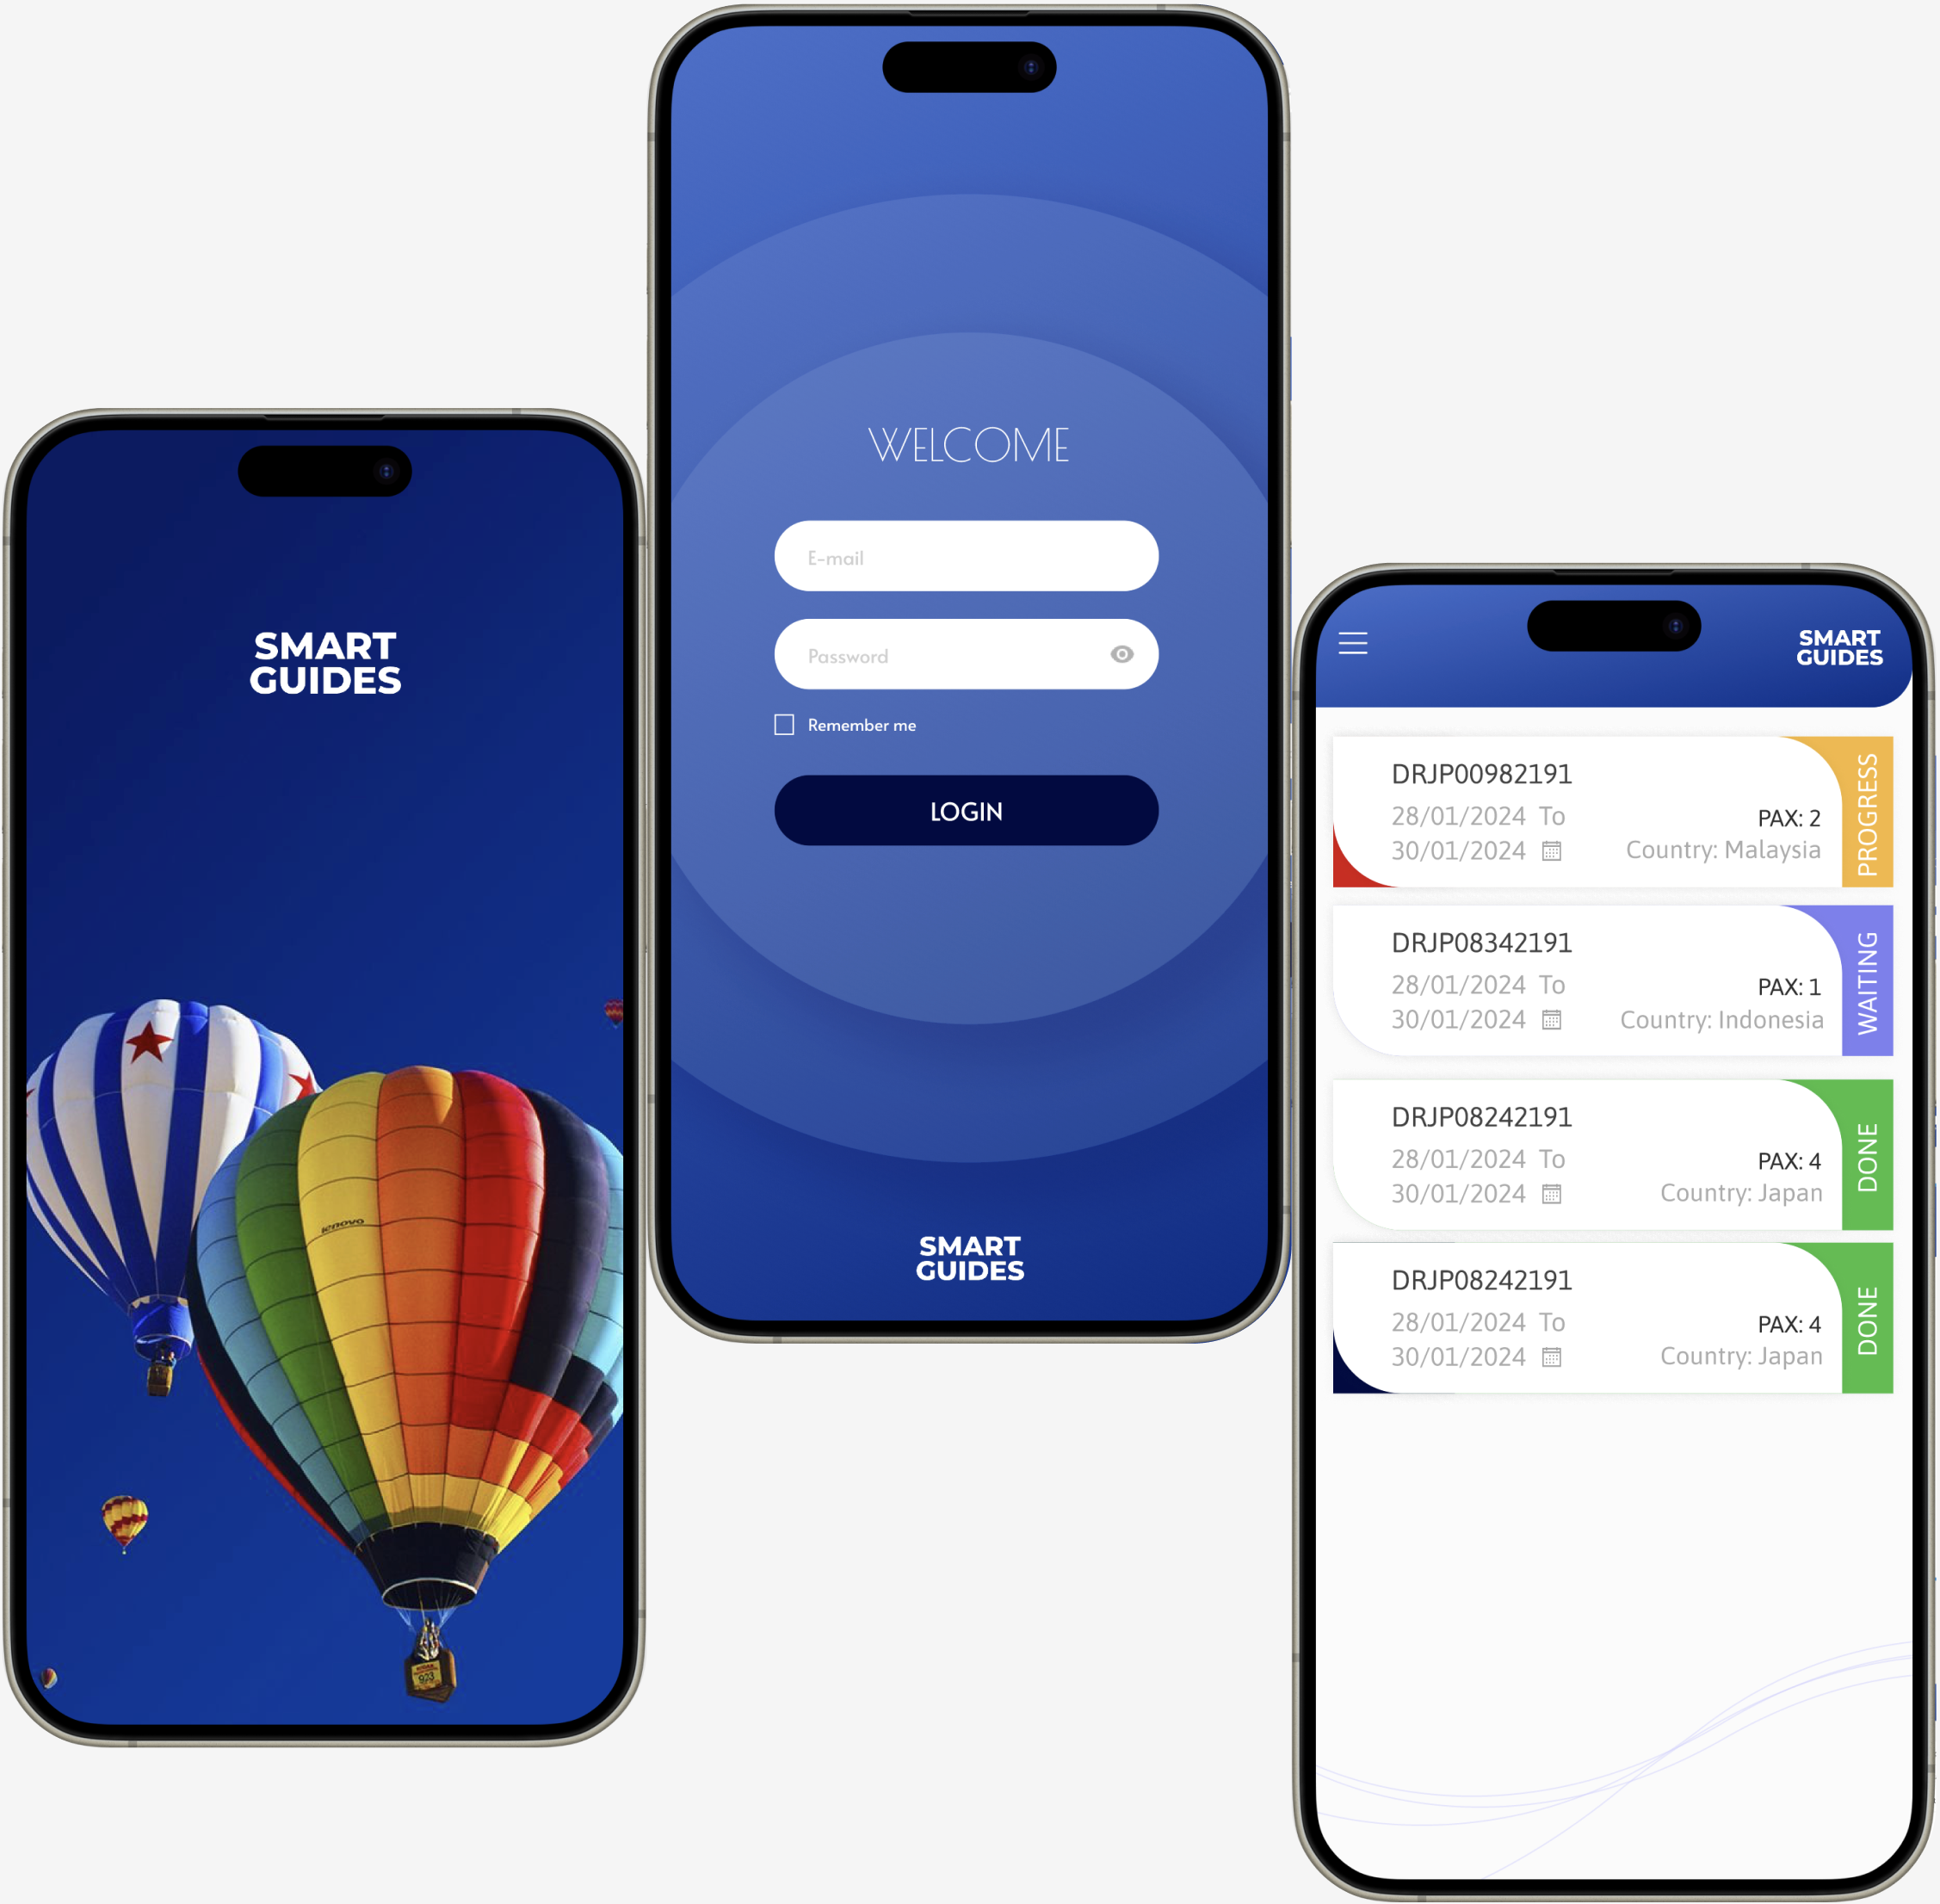 SMART
GUIDES
lenovo
923
WELCOME
E-mail
Password
Remember me
LOGIN
SMART
GUIDES
SMART
GUIDES
DRJP00982191
28/01/2024 To
30/01/2024
PAX: 2
Country: Malaysia
PROGRESS
DRJP08342191
28/01/2024 To
30/01/2024
PAX: 1
Country: Indonesia
WAITING
DRJP08242191
28/01/2024 To
30/01/2024
PAX: 4
Country: Japan
DONE
DRJP08242191
28/01/2024 To
30/01/2024
PAX: 4
Country: Japan
DONE